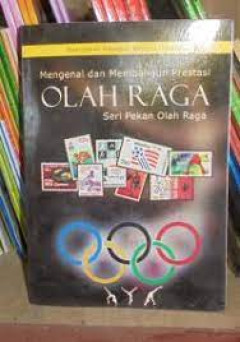 Mengenal dan Membangun Prestasi
OLAH RAGA
Seri Pekan Olah Raga